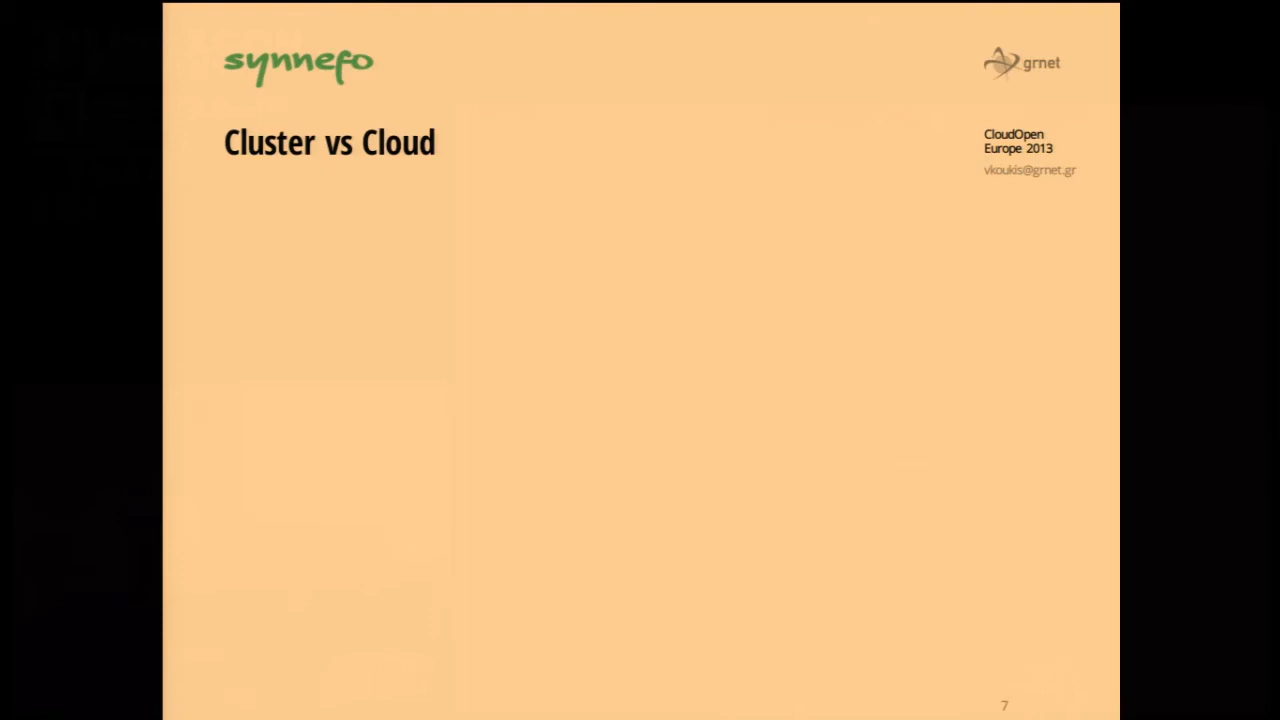 synnefo
grnet
Cluster vs Cloud
CloudOpen
Europe 2013
vkoukis@grnet.gr
7